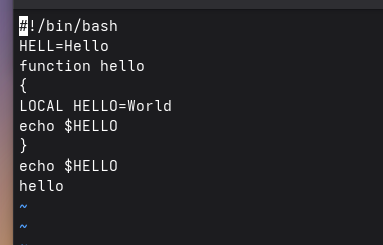 #!/bin/bash
HELL=Hello
function hello
{
LOCAL HELLO=World
echo $HELLO
}
echo $HELLO
hello
~
~
~